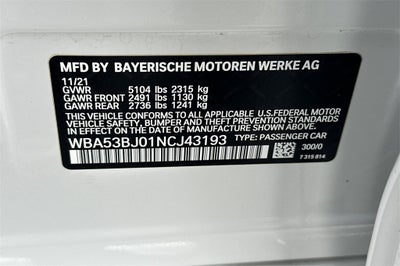 MFD BY BAYERISCHE MOTOREN WERKE AG
11/21
GVWR 5104 lbs 2315 kg
GAWR FRONT 2491 lbs 1130 kg
GAWR REAR 2736 lbs 1241 kg
THIS VEHICLE CONFORMS TO ALL APPLICABLE U.S.FEDERAL MOTOR
VEHICLE SAFETY, BUMPER, AND THEFT PREVENTION STANDARDS
IN EFFECT ON THE DATE OF MANUFACTURE SHOWN ABOVE.
WBA53BJ01NCJ43193 TYPE: PASSENGER CAR
300/0
7 315 814